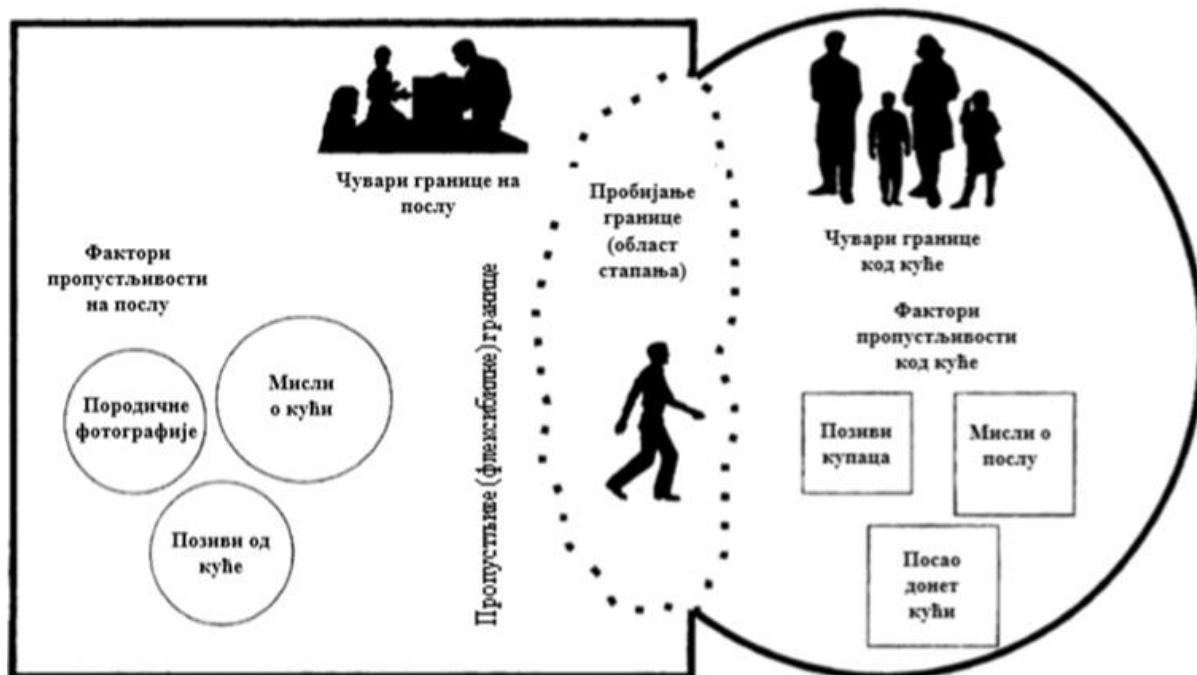 Чувари границе на
послу
Фактори
пропустљивости
на послу
Породичне
фотографије
Мисли
о кући
Позиви од
куће
Пропустљиве (флексибилне) границе
Пробијање
границе
(област
стапања)
Чувари границе
код куће
Фактори
пропустљивости
код куће
Позиви
купаца
Мисли о
послу
Посао
донет
кући